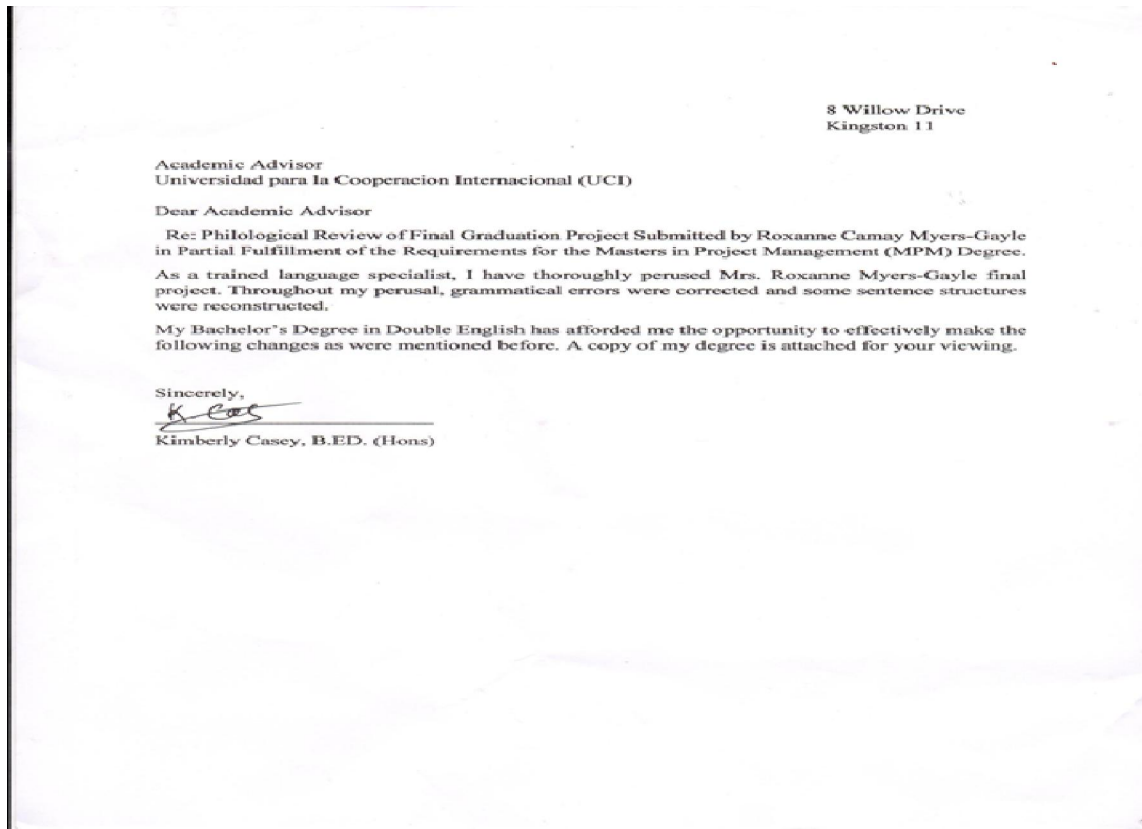 8 Willow Drive
Kingston 11
Academic Advisor
Universidad para la Cooperacion Internacional (UCI)
Dear Academic Advisor
Re: Philological Review of Final Graduation Project Submitted by Roxanne Camay Myers-Gayle
in Partial Fulfillment of the Requirements for the Masters in Project Management (MPM) Degree.
As a trained language specialist, I have thoroughly perused Mrs. Roxanne Myers-Gayle final
project. Throughout my perusal, grammatical errors were corrected and some sentence structures
were reconstructed.
My Bachelor's Degree in Double English has afforded me the opportunity to effectively make the
following changes as were mentioned before. A copy of my degree is attached for your viewing.
Sincerely,
Kimberly Casey, B.ED. (Hons)